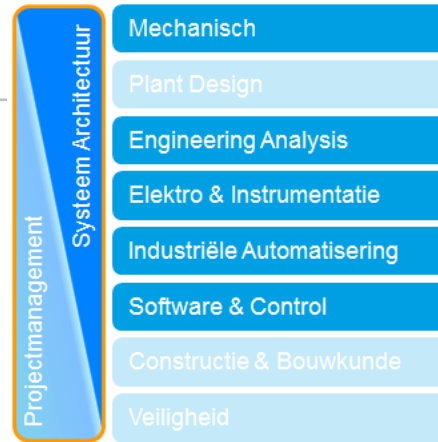 Projectmanagement
Systeem Architectuur
Mechanisch
Plant Design
Engineering Analysis
Elektro & Instrumentatie
Industriële Automatisering
Software & Control
Constructie & Bouwkunde
Veiligheid